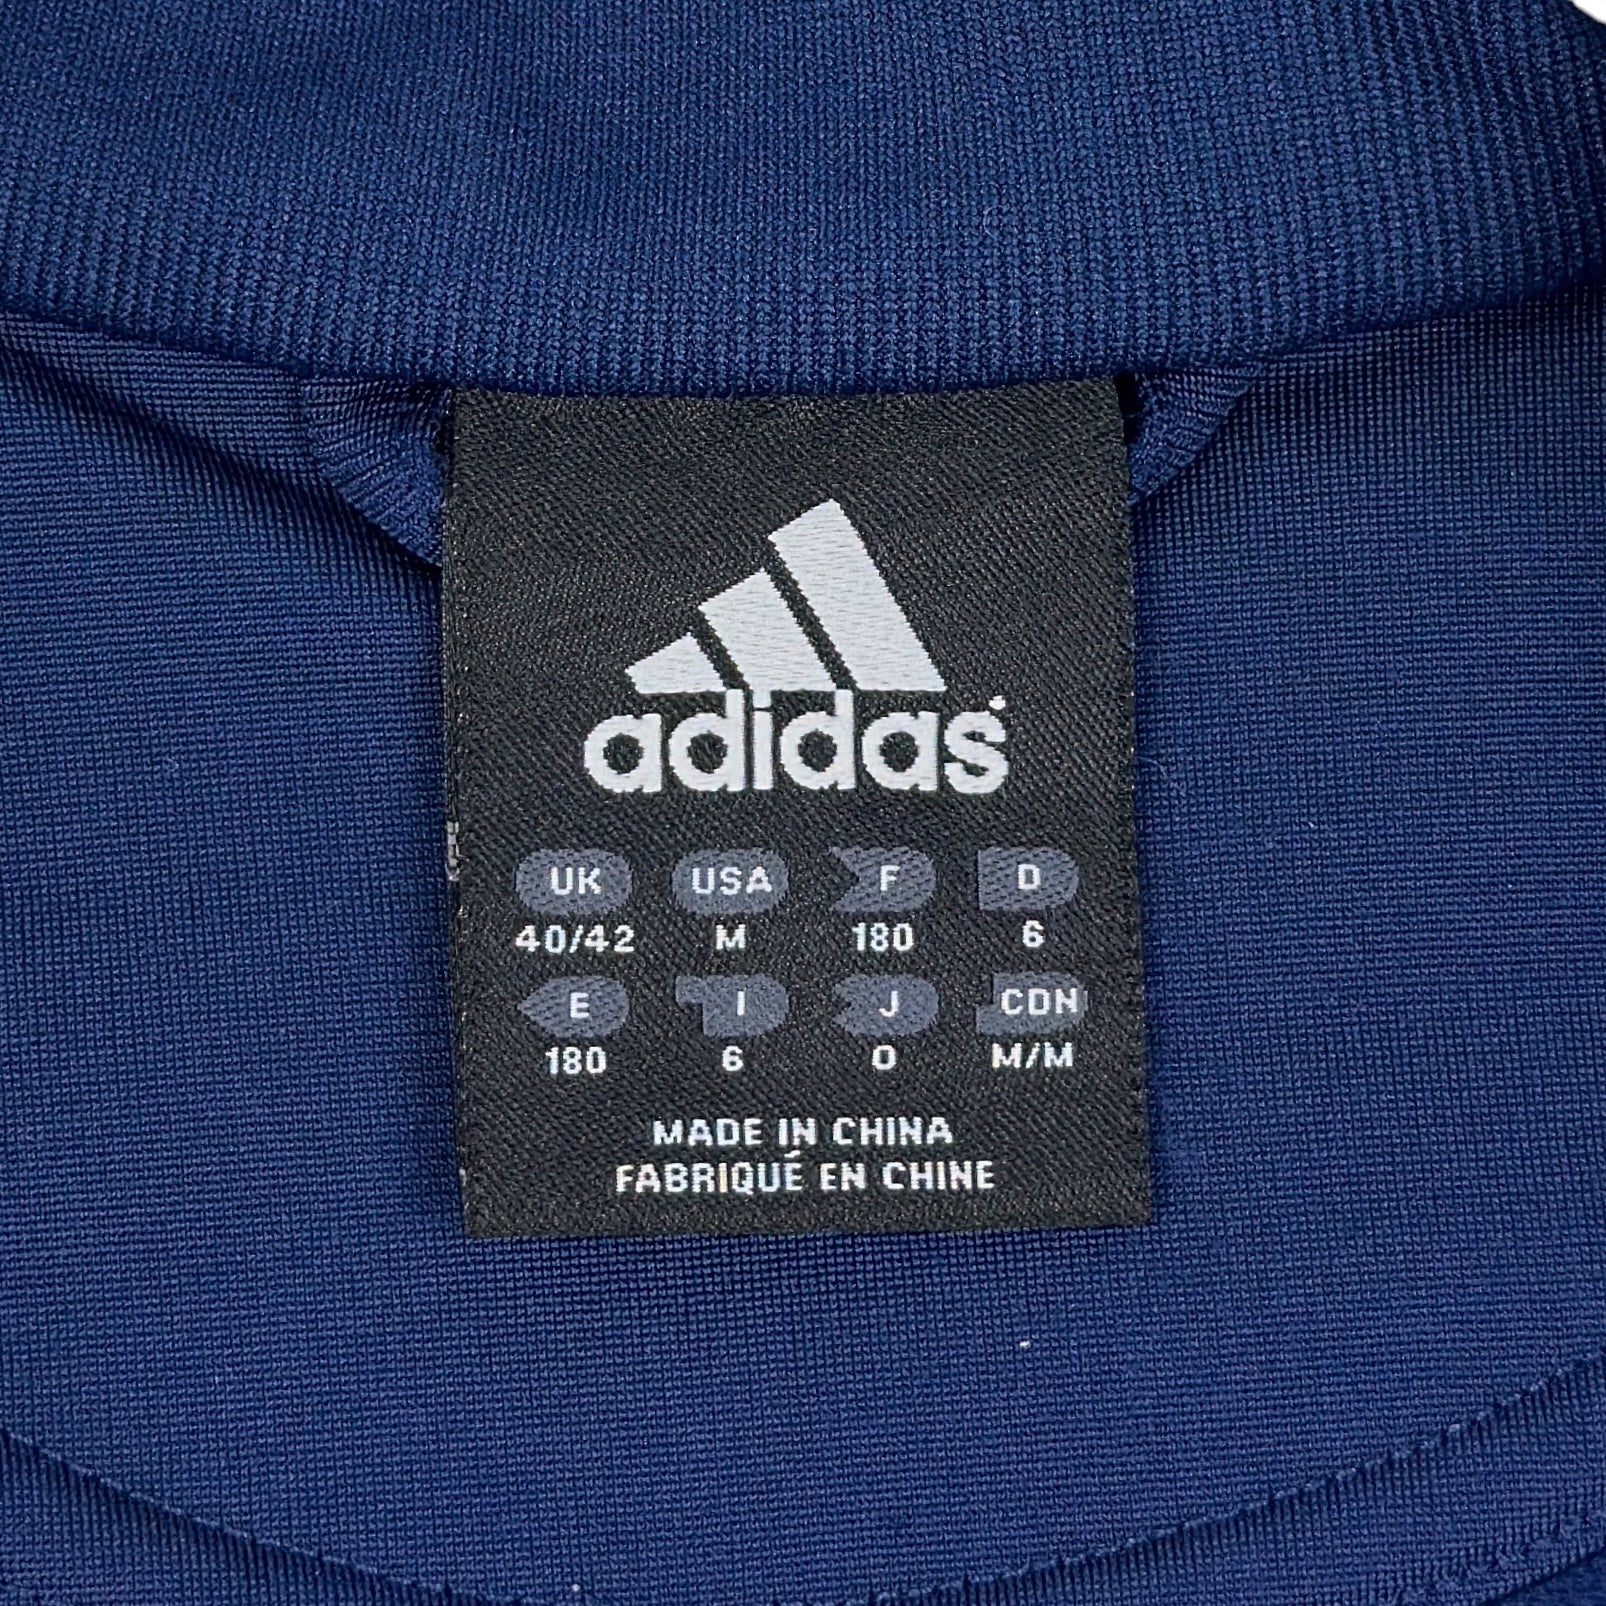 adidas
UK USA F D
40/42 M 180 6
E I J CDN
180 6 O M/M
MADE IN CHINA
FABRIQUÉ EN CHINE